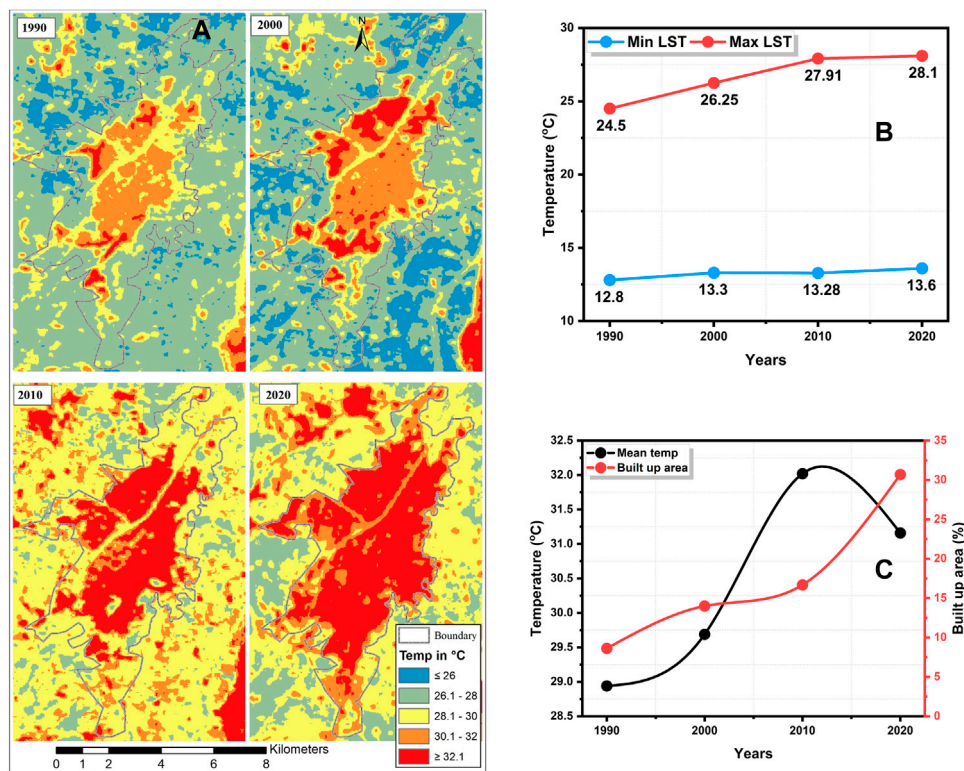 1990
A
2000
N
2010
2020
Boundary
Temp in °C
≤ 26
26.1 - 28
28.1 - 30
30.1 - 32
≥ 32.1
Kilometers
0 1 2 4 6 8
Min LST Max LST
30
25
20
15
10
Temperature (°C)
24.5
26.25
27.91
28.1
B
12.8
13.3
13.28
13.6
1990 2000 2010 2020
Years
Mean temp
Built up area
32.5
32.0
31.5
31.0
30.5
30.0
29.5
29.0
28.5
Temperature (°C)
35
30
25
20
15
10
5
0
Built up area (%)
C
1990 2000 2010 2020
Years